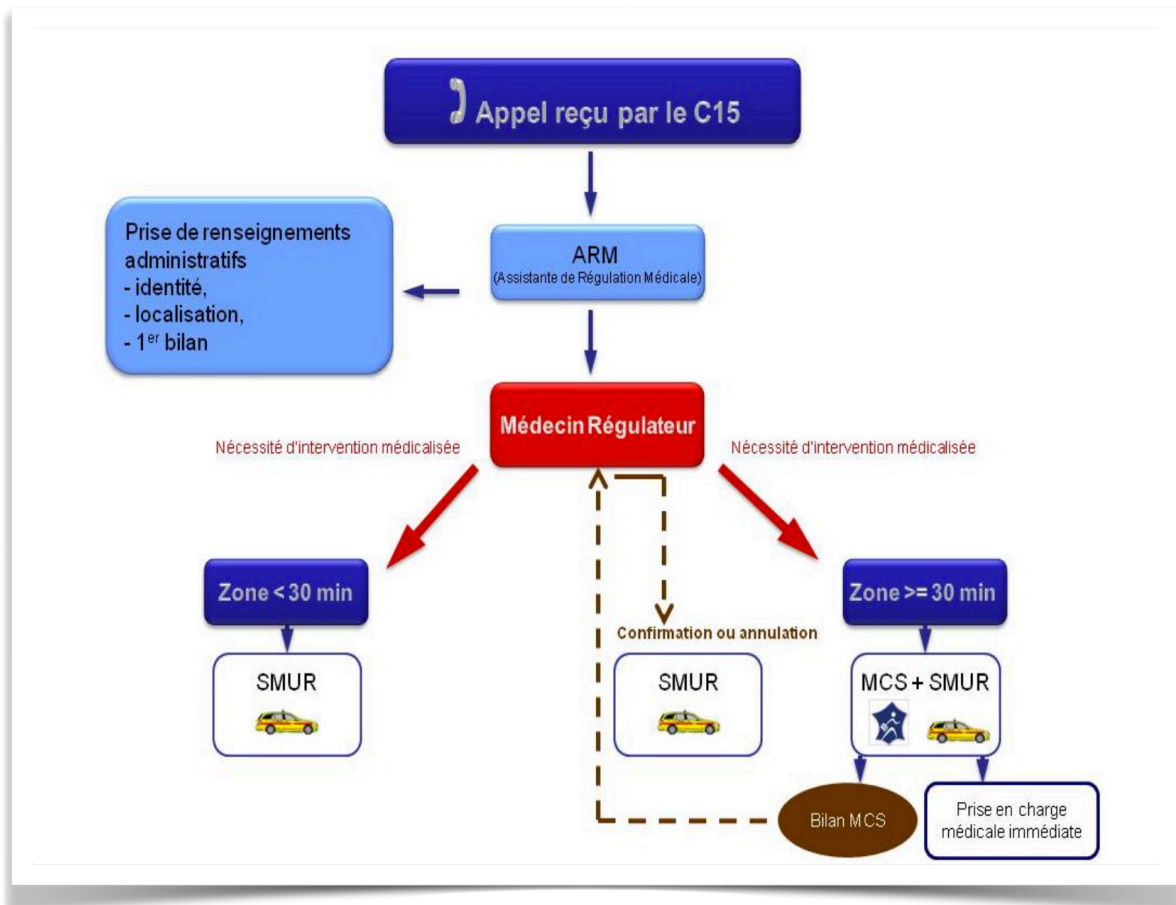 Appel reçu par le C15
Prise de renseignements
administratifs
- identité,
- localisation,
- 1er bilan
ARM
(Assistante de Régulation Médicale)
Médecin Régulateur
Nécessité d'intervention médicalisée
Nécessité d'intervention médicalisée
Zone < 30 min
Zone >= 30 min
Confirmation ou annulation
SMUR
SMUR
MCS + SMUR
Bilan MCS
Prise en charge
médicale immédiate